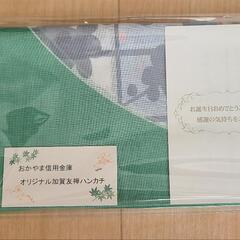 おかやま信用金庫
オリジナル加賀友禅ハンカチ
お誕生日おめでとう
感謝の気持ちを